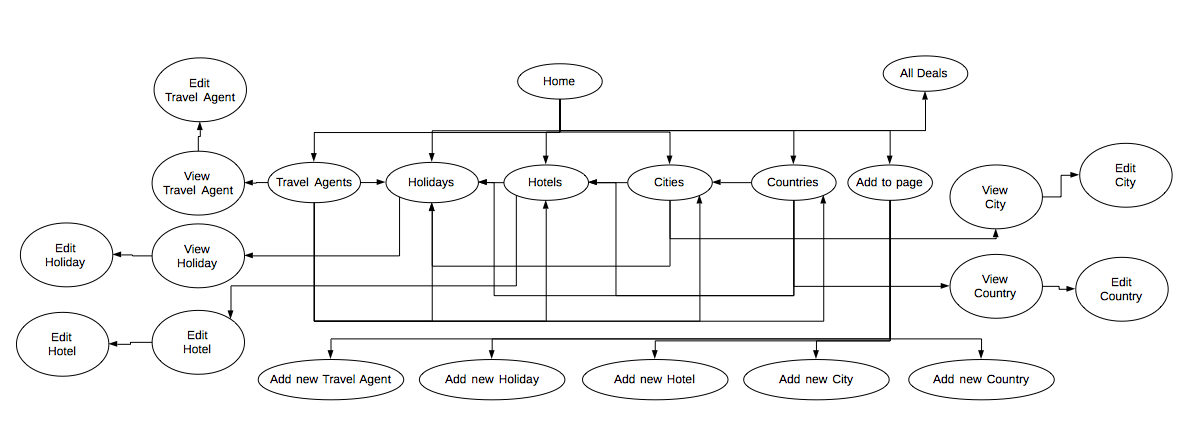 All Deals
Home
Edit
Travel Agent
Edit
City
View
Travel Agent
Travel Agents
Holidays
Hotels
Cities
Countries
Add to page
View
City
Edit
Holiday
View
Holiday
View
Country
Edit
Country
Edit
Hotel
Edit
Hotel
Add new Travel Agent
Add new Holiday
Add new Hotel
Add new City
Add new Country